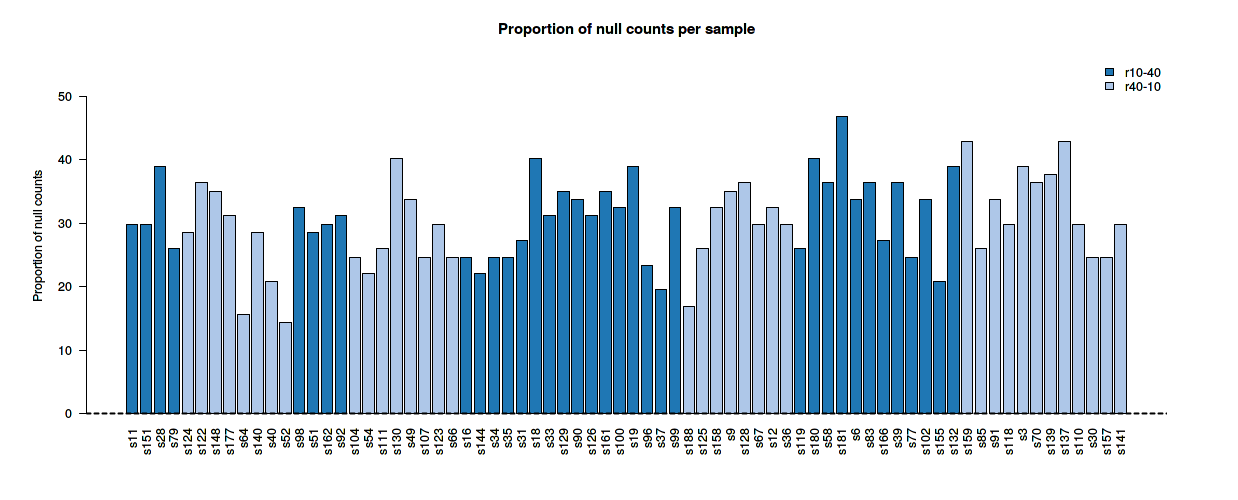 Proportion of null counts per sample
r10-40
r40-10
Proportion of null counts
50
40
30
20
10
0
s11 s151 s28 s79 s124 s122 s148 s177 s64 s140 s40 s52 s98 s51 s162 s92 s104 s54 s111 s130 s49 s107 s123 s66 s16 s144 s34 s35 s31 s18 s33 s129 s90 s126 s161 s100 s19 s96 s37 s99 s188 s125 s158 s9 s128 s67 s12 s36 s119 s180 s58 s181 s6 s83 s166 s39 s77 s102 s155 s132 s159 s85 s91 s118 s3 s70 s139 s137 s110 s30 s157 s141